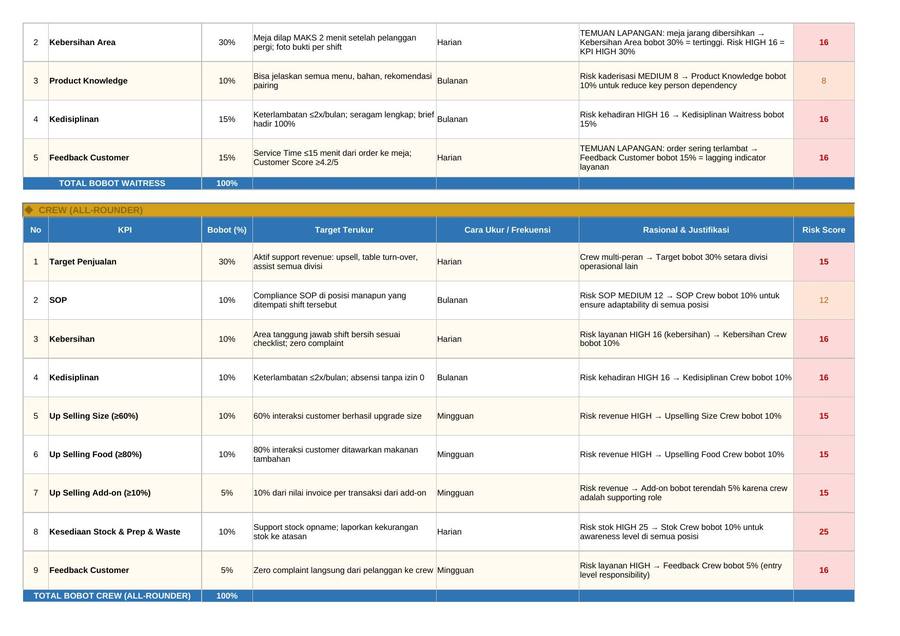 2 Kebersihan Area 30% Meja dilap MAKS 2 menit setelah pelanggan pergi; foto bukti per shift Harian TEMUAN LAPANGAN: meja jarang dibersihkan → Kebersihan Area bobot 30% = tertinggi. Risk HIGH 16 = KPI HIGH 30% 16
3 Product Knowledge 10% Bisa jelaskan semua menu, bahan, rekomendasi pairing Bulanan Risk kaderisasi MEDIUM 8 → Product Knowledge bobot 10% untuk reduce key person dependency 8
4 Kedisiplinan 15% Keterlambatan ≤2x/bulan; seragam lengkap; brief hadir 100% Bulanan Risk kehadiran HIGH 16 → Kedisiplinan Waitress bobot 15% 16
5 Feedback Customer 15% Service Time ≤15 menit dari order ke meja; Customer Score ≥4.2/5 Harian TEMUAN LAPANGAN: order sering terlambat → Feedback Customer bobot 15% = lagging indicator layanan 16
TOTAL BOBOT WAITRESS 100%
◆ CREW (ALL-ROUNDER)
No KPI Bobot (%) Target Terukur Cara Ukur / Frekuensi Rasional & Justifikasi Risk Score
1 Target Penjualan 30% Aktif support revenue: upsell, table turn-over, assist semua divisi Harian Crew multi-peran → Target bobot 30% setara divisi operasional lain 15
2 SOP 10% Compliance SOP di posisi manapun yang ditempati shift tersebut Bulanan Risk SOP MEDIUM 12 → SOP Crew bobot 10% untuk ensure adaptability di semua posisi 12
3 Kebersihan 10% Area tanggung jawab shift bersih sesuai checklist; zero complaint Harian Risk layanan HIGH 16 (kebersihan) → Kebersihan Crew bobot 10% 16
4 Kedisiplinan 10% Keterlambatan ≤2x/bulan; absensi tanpa izin 0 Bulanan Risk kehadiran HIGH 16 → Kedisiplinan Crew bobot 10% 16
5 Up Selling Size (≥60%) 10% 60% interaksi customer berhasil upgrade size Mingguan Risk revenue HIGH → Upselling Size Crew bobot 10% 15
6 Up Selling Food (≥80%) 10% 80% interaksi customer ditawarkan makanan tambahan Mingguan Risk revenue HIGH → Upselling Food Crew bobot 10% 15
7 Up Selling Add-on (≥10%) 5% 10% dari nilai invoice per transaksi dari add-on Mingguan Risk revenue → Add-on bobot terendah 5% karena crew adalah supporting role 15
8 Kesediaan Stock & Prep & Waste 10% Support stock opname; laporkan kekurangan stok ke atasan Harian Risk stok HIGH 25 → Stok Crew bobot 10% untuk awareness level di semua posisi 25
9 Feedback Customer 5% Zero complaint langsung dari pelanggan ke crew Mingguan Risk layanan HIGH → Feedback Crew bobot 5% (entry level responsibility) 16
TOTAL BOBOT CREW (ALL-ROUNDER) 100%